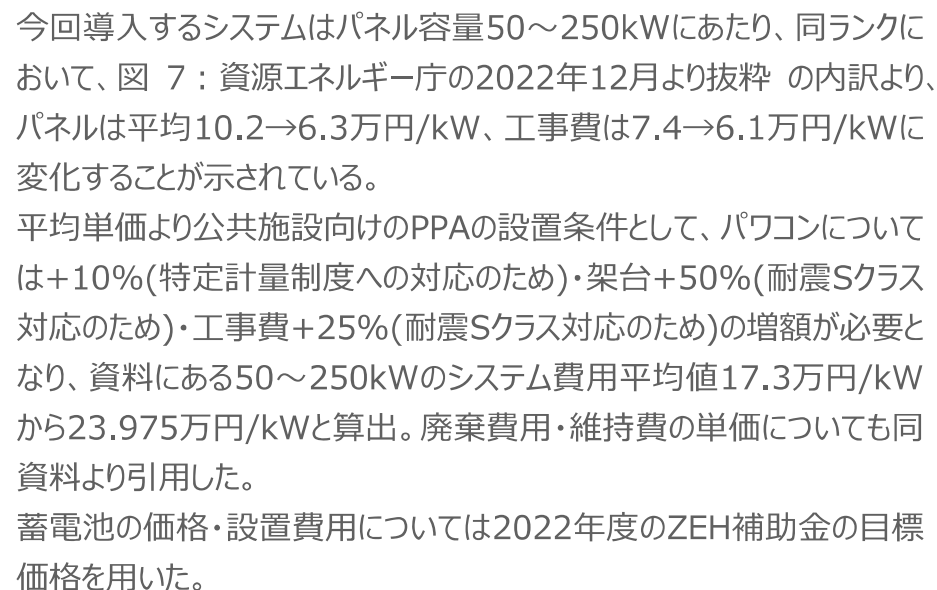 今回導入するシステムはパネル容量50～250kWにあたり、同ランクに
おいて、図 7：資源エネルギー庁の2022年12月より抜粋 の内訳より、
パネルは平均10.2→6.3万円/kW、工事費は7.4→6.1万円/kWに
変化することが示されている。
平均単価より公共施設向けのPPAの設置条件として、パワコンについて
は+10%(特定計量制度への対応のため)・架台+50%(耐震Sクラス
対応のため)・工事費+25%(耐震Sクラス対応のため)の増額が必要と
なり、資料にある50～250kWのシステム費用平均値17.3万円/kW
から23.975万円/kWと算出。廃棄費用・維持費の単価についても同
資料より引用した。
蓄電池の価格・設置費用については2022年度のZEH補助金の目標
価格を用いた。